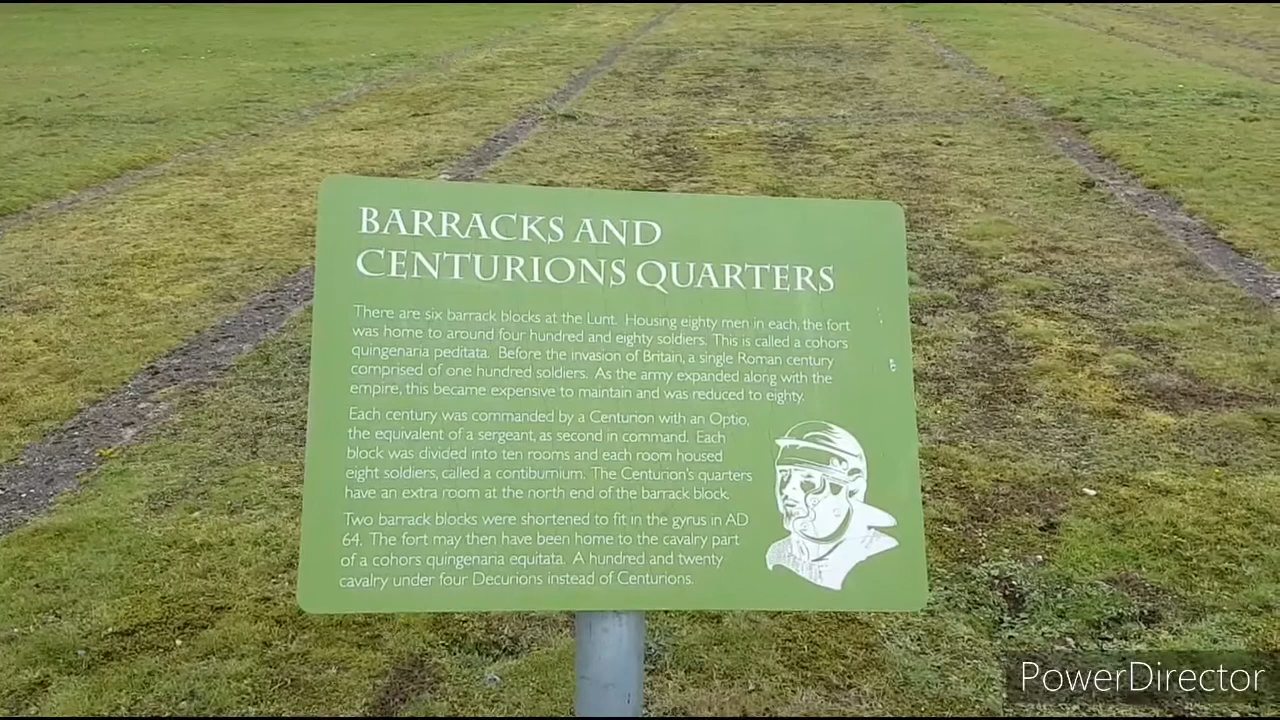 BARRACKS AND
CENTURIONS QUARTERS
There are six barrack blocks at the Lunt. Housing eighty men in each, the fort
was home to around four hundred and eighty soldiers. This is called a cohors
quingenaria peditata. Before the invasion of Britain, a single Roman century
comprised of one hundred soldiers. As the army expanded along with the
empire, this became expensive to maintain and was reduced to eighty.
Each century was commanded by a Centurion with an Optio,
the equivalent of a sergeant, as second in command. Each
block was divided into ten rooms and each room housed
eight soldiers, called a contiburnium. The Centurion's quarters
have an extra room at the north end of the barrack block.
Two barrack blocks were shortened to fit in the gyrus in AD
64. The fort may then have been home to the cavalry part
of a cohors quingenaria equitata. A hundred and twenty
cavalry under four Decurions instead of Centurions.
PowerDirector